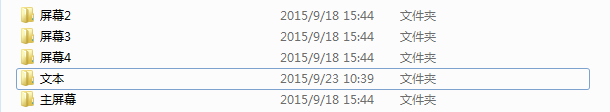 屏幕2 2015/9/18 15:44 文件夹
屏幕3 2015/9/18 15:44 文件夹
屏幕4 2015/9/18 15:44 文件夹
文本 2015/9/23 10:39 文件夹
主屏幕 2015/9/18 15:44 文件夹